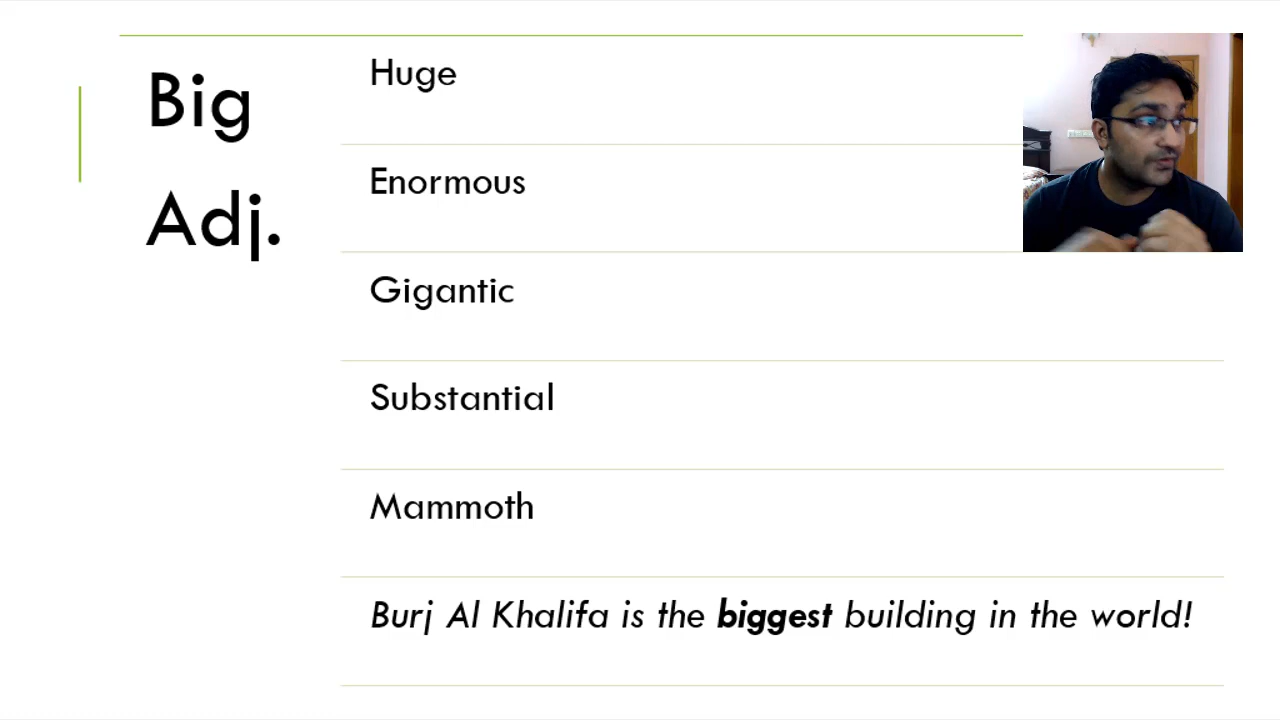 Big
Adj.
Huge
Enormous
Gigantic
Substantial
Mammoth
Burj Al Khalifa is the biggest building in the world!